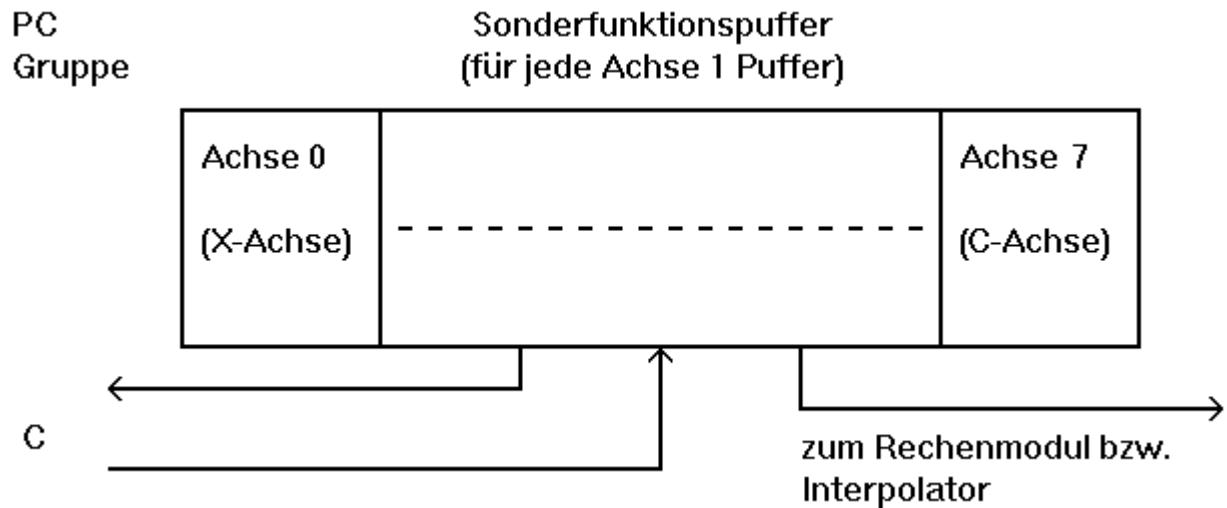 PC
Gruppe
Sonderfunktionspuffer
(für jede Achse 1 Puffer)
Achse 0
(X-Achse)
Achse 7
(C-Achse)
C
zum Rechenmodul bzw.
Interpolator